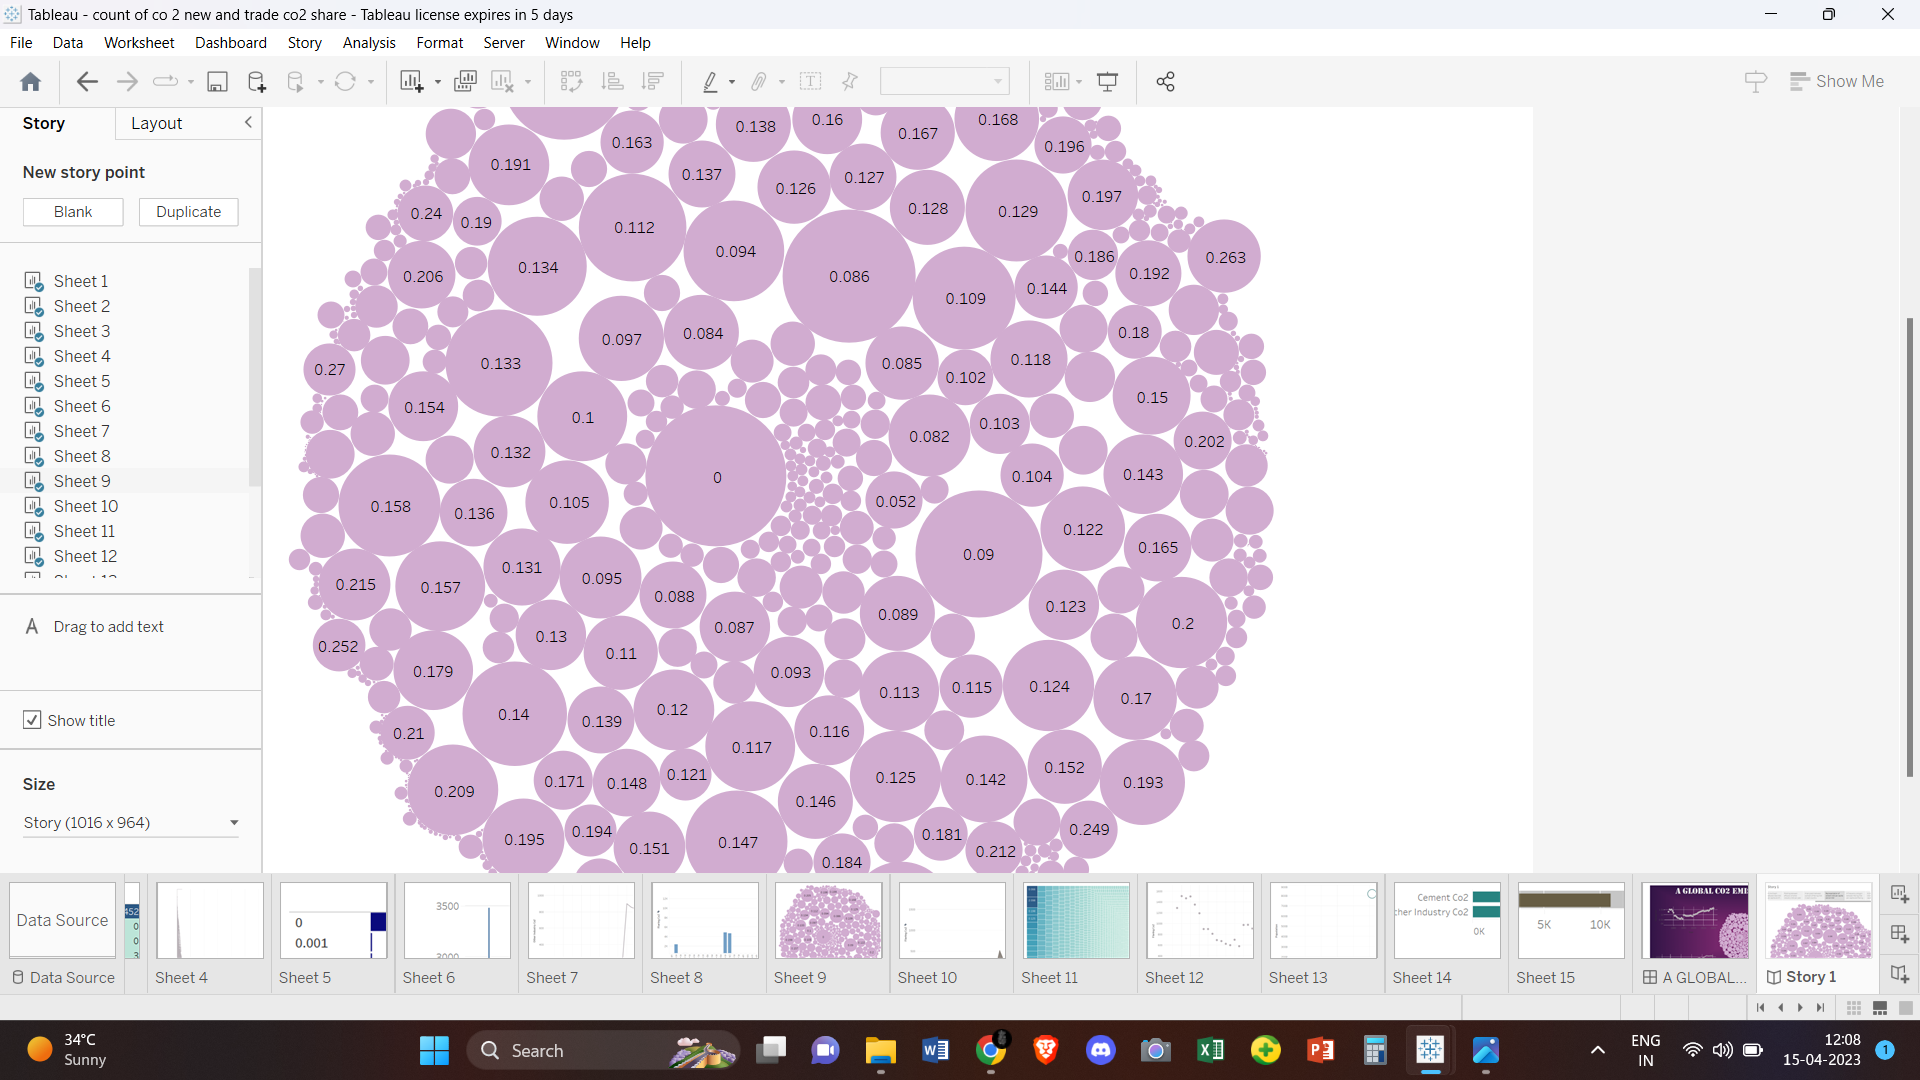 Tableau - count of co 2 new and trade co2 share - Tableau license expires in 5 days
File Data Worksheet Dashboard Story Analysis Format Server Window Help
Show Me
Story Layout
New story point
Blank Duplicate
Sheet 1
Sheet 2
Sheet 3
Sheet 4
Sheet 5
Sheet 6
Sheet 7
Sheet 8
Sheet 9
Sheet 10
Sheet 11
Sheet 12
A Drag to add text
Show title
Size
Story (1016 x 964)
0.138 0.16 0.167 0.168
0.163 0.196
0.191 0.137 0.126 0.127
0.197
0.24 0.19 0.112 0.128 0.129
0.094 0.186 0.263
0.206 0.134 0.086 0.192
0.109 0.144
0.097 0.084 0.18
0.27 0.133 0.085 0.118
0.102
0.154 0.1 0.15
0.082 0.103 0.202
0.132
0 0.104 0.143
0.158 0.136 0.105 0.052
0.122
0.09 0.165
0.215 0.157 0.131 0.095
0.088 0.089 0.123
0.13 0.087 0.2
0.252 0.11
0.179 0.093 0.113 0.115 0.124 0.17
0.14 0.139 0.12
0.21 0.117 0.116
0.171 0.148 0.121 0.125 0.142 0.152 0.193
0.209 0.146
0.195 0.194 0.151 0.147 0.181 0.249
0.184 0.212
Data Source
452
0
0
3
0
0.001
3500
3000
Cement Co2
her Industry Co2
0K
5K 10K
A GLOBAL CO2 EMI
Data Source Sheet 4 Sheet 5 Sheet 6 Sheet 7 Sheet 8 Sheet 9 Sheet 10 Sheet 11 Sheet 12 Sheet 13 Sheet 14 Sheet 15 A GLOBAL... Story 1
34°C
Sunny
Search
ENG
IN
12:08
15-04-2023
1